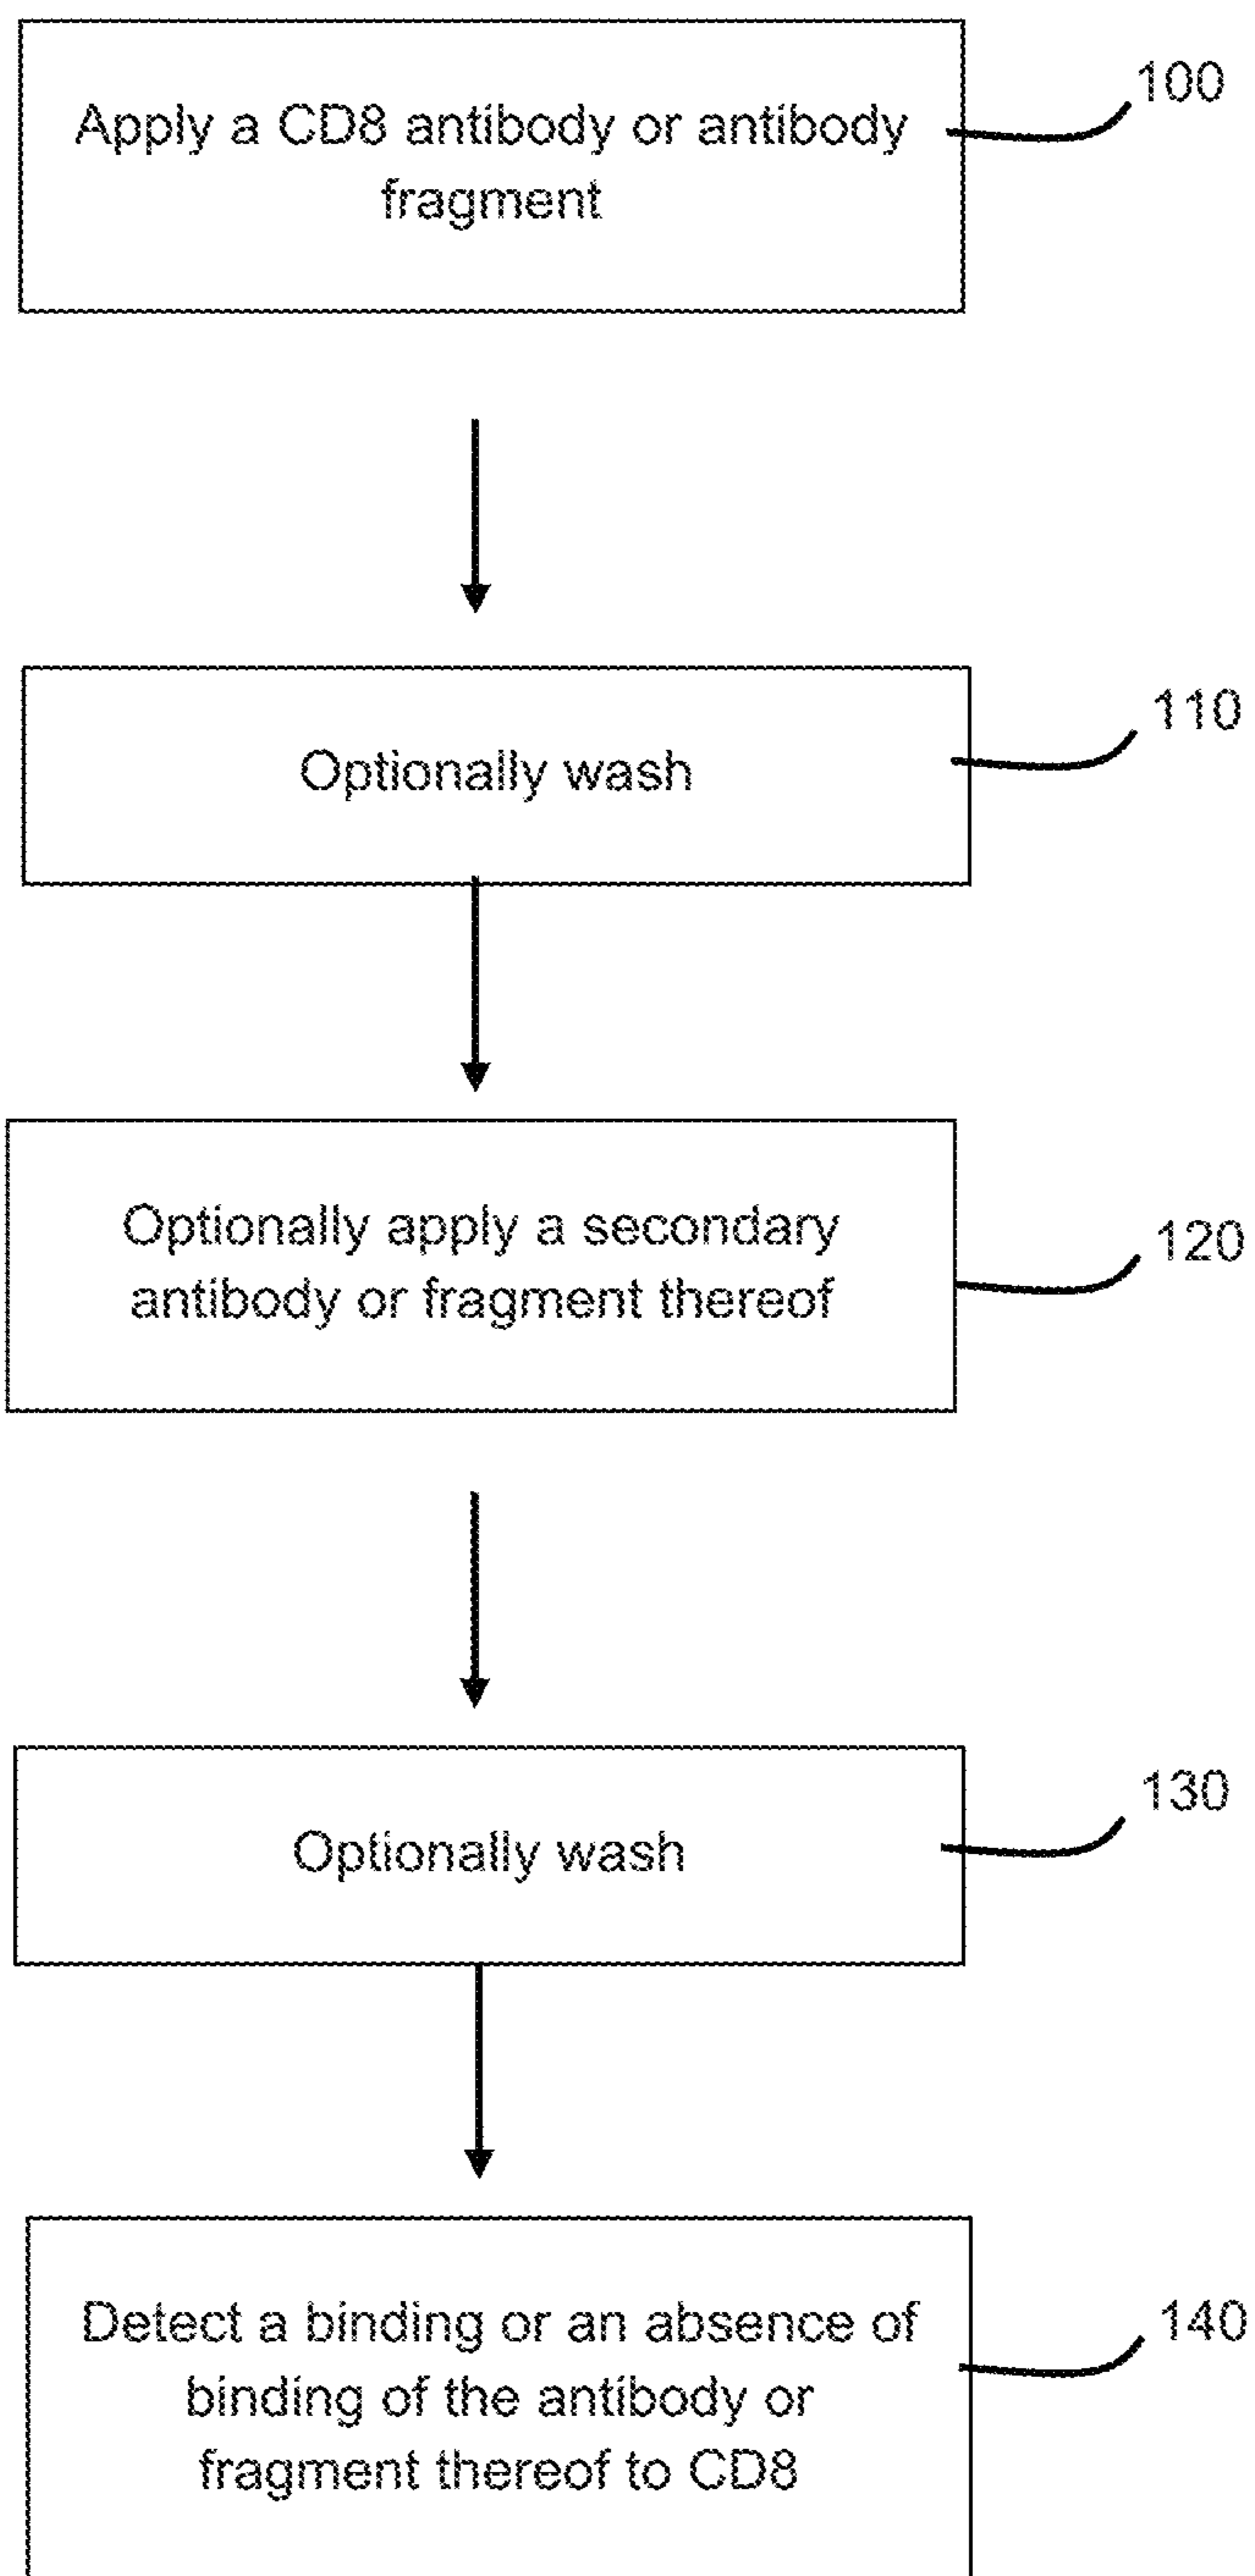 100
Apply a CD8 antibody or antibody
fragment
110
Optionally wash
120
Optionally apply a secondary
antibody or fragment thereof
130
Optionally wash
140
Detect a binding or an absence of
binding of the antibody or
fragment thereof to CD8